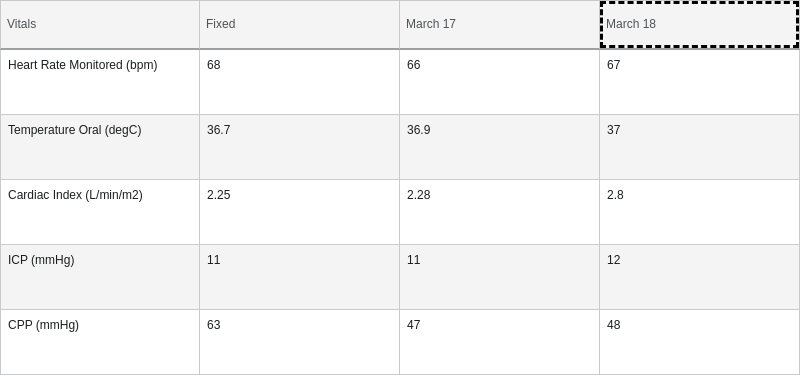 Vitals Fixed March 17 March 18
Heart Rate Monitored (bpm) 68 66 67
Temperature Oral (degC) 36.7 36.9 37
Cardiac Index (L/min/m2) 2.25 2.28 2.8
ICP (mmHg) 11 11 12
CPP (mmHg) 63 47 48